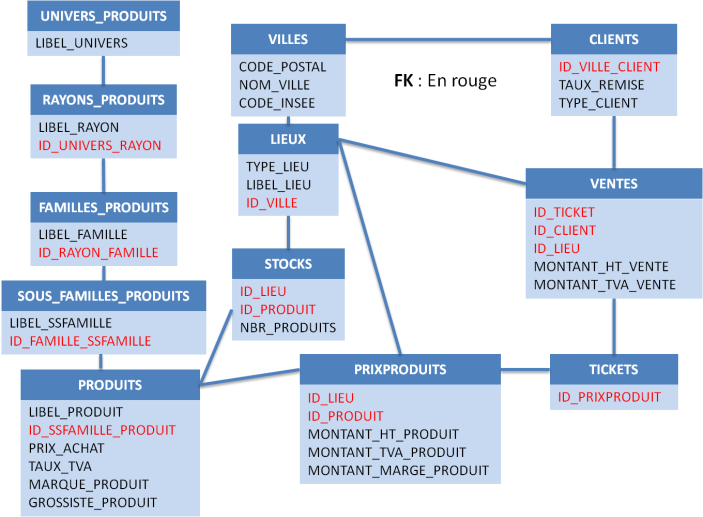 UNIVERS_PRODUITS
LIBEL_UNIVERS
RAYONS_PRODUITS
LIBEL_RAYON
ID_UNIVERS_RAYON
FAMILLES_PRODUITS
LIBEL_FAMILLE
ID_RAYON_FAMILLE
SOUS_FAMILLES_PRODUITS
LIBEL_SSFAMILLE
ID_FAMILLE_SSFAMILLE
PRODUITS
LIBEL_PRODUIT
ID_SSFAMILLE_PRODUIT
PRIX_ACHAT
TAUX_TVA
MARQUE_PRODUIT
GROSSISTE_PRODUIT
VILLES
CODE_POSTAL
NOM_VILLE
CODE_INSEE
LIEUX
TYPE_LIEU
LIBEL_LIEU
ID_VILLE
STOCKS
ID_LIEU
ID_PRODUIT
NBR_PRODUITS
FK : En rouge
PRIXPRODUITS
ID_LIEU
ID_PRODUIT
MONTANT_HT_PRODUIT
MONTANT_TVA_PRODUIT
MONTANT_MARGE_PRODUIT
CLIENTS
ID_VILLE_CLIENT
TAUX_REMISE
TYPE_CLIENT
VENTES
ID_TICKET
ID_CLIENT
ID_LIEU
MONTANT_HT_VENTE
MONTANT_TVA_VENTE
TICKETS
ID_PRIXPRODUIT